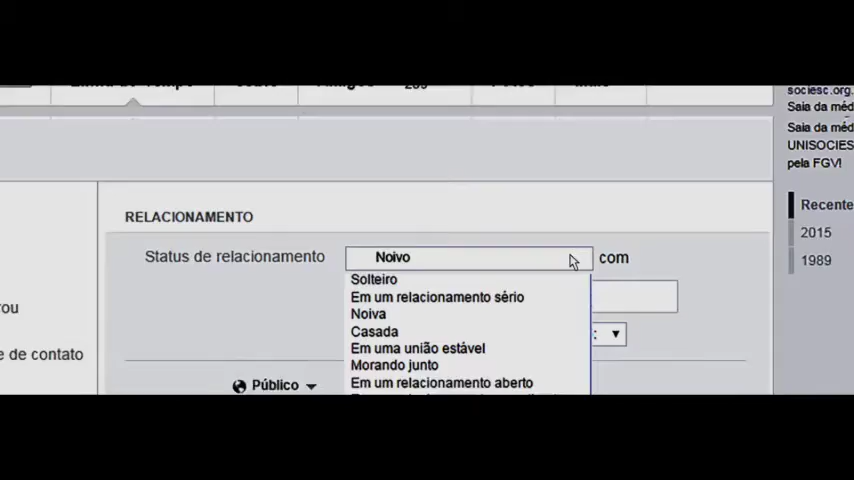 289
sociesc.org.
Saia da méd
Saia da méd
UNISOCIES
pela FGV!
Recente
2015
1989
RELACIONAMENTO
Status de relacionamento
Noivo
com
Solteiro
Em um relacionamento sério
Noiva
Casada
Em uma união estável
Morando junto
Em um relacionamento aberto
rou
e de contato
Público